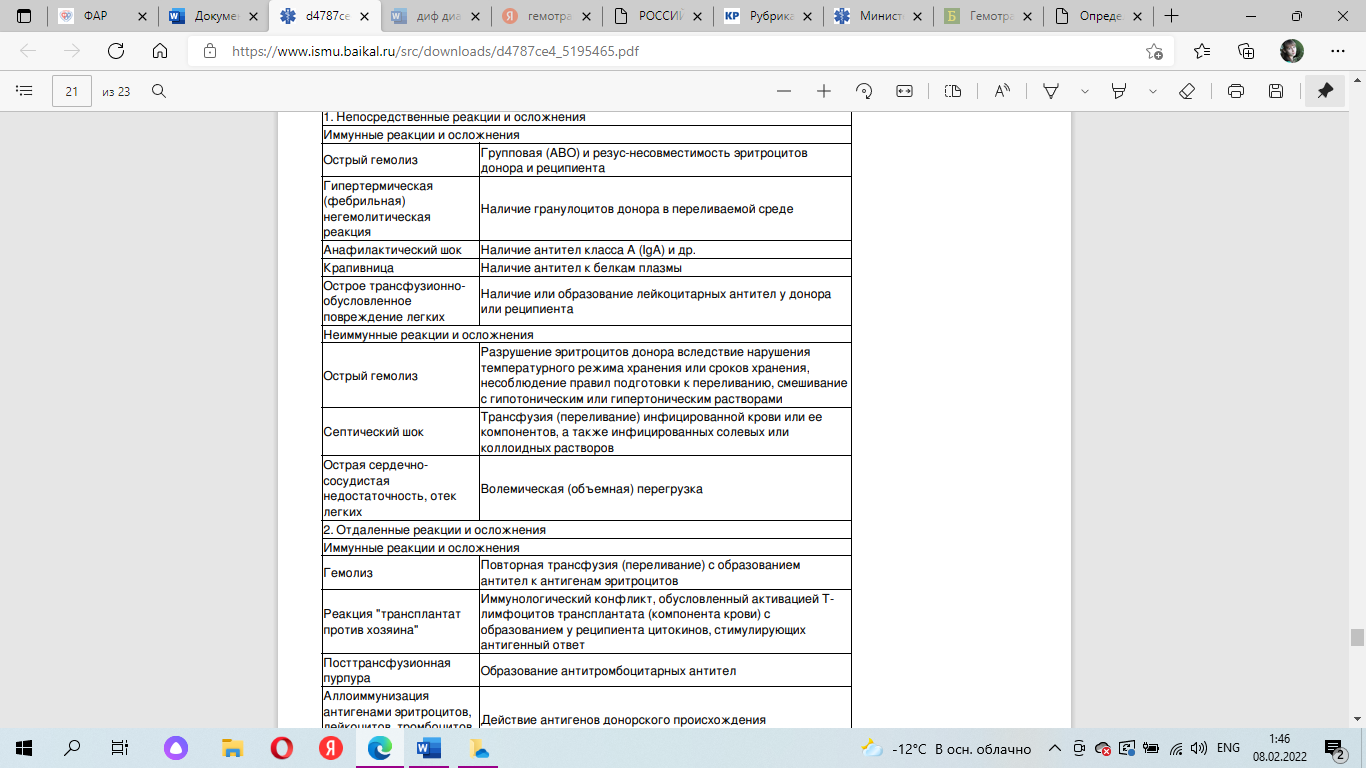 ФАР
Докумен
d4787ce
диф диа
гемотра
РОССИЙ
КР
Рубрика
Министе
Б
Гемотра
Опреде
https://www.ismu.baikal.ru/src/downloads/d4787ce4_5195465.pdf
21
из 23
1. Непосредственные реакции и осложнения
Иммунные реакции и осложнения
Острый гемолиз
Групповая (АВО) и резус-несовместимость эритроцитов
донора и реципиента
Гипертермическая
(фебрильная)
негемолитическая
реакция
Наличие гранулоцитов донора в переливаемой среде
Анафилактический шок
Наличие антител класса А (IgA) и др.
Крапивница
Наличие антител к белкам плазмы
Острое трансфузионно-
обусловленное
повреждение легких
Наличие или образование лейкоцитарных антител у донора
или реципиента
Неиммунные реакции и осложнения
Острый гемолиз
Разрушение эритроцитов донора вследствие нарушения
температурного режима хранения или сроков хранения,
несоблюдение правил подготовки к переливанию, смешивание
с гипотоническим или гипертоническим растворами
Септический шок
Трансфузия (переливание) инфицированной крови или ее
компонентов, а также инфицированных солевых или
коллоидных растворов
Острая сердечно-
сосудистая
недостаточность, отек
легких
Волемическая (объемная) перегрузка
2. Отдаленные реакции и осложнения
Иммунные реакции и осложнения
Гемолиз
Повторная трансфузия (переливание) с образованием
антител к антигенам эритроцитов
Реакция "трансплантат
против хозяина"
Иммунологический конфликт, обусловленный активацией Т-
лимфоцитов трансплантата (компонента крови) с
образованием у реципиента цитокинов, стимулирующих
антигенный ответ
Посттрансфузионная
пурпура
Образование антитромбоцитарных антител
Аллоиммунизация
антигенами эритроцитов,
лейкоцитов, тромбоцитов
Действие антигенов донорского происхождения
-12°C В осн. облачно
ENG
1:46
08.02.2022
2